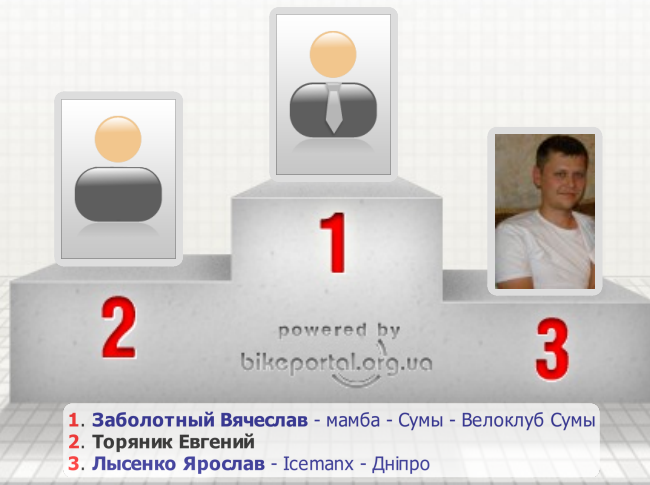 1
2
3
powered by
bikeportal.org.ua
1. Заболотный Вячеслав - мамба - Сумы - Велоклуб Сумы
2. Торяник Евгений
3. Лысенко Ярослав - Icemanx - Дніпро